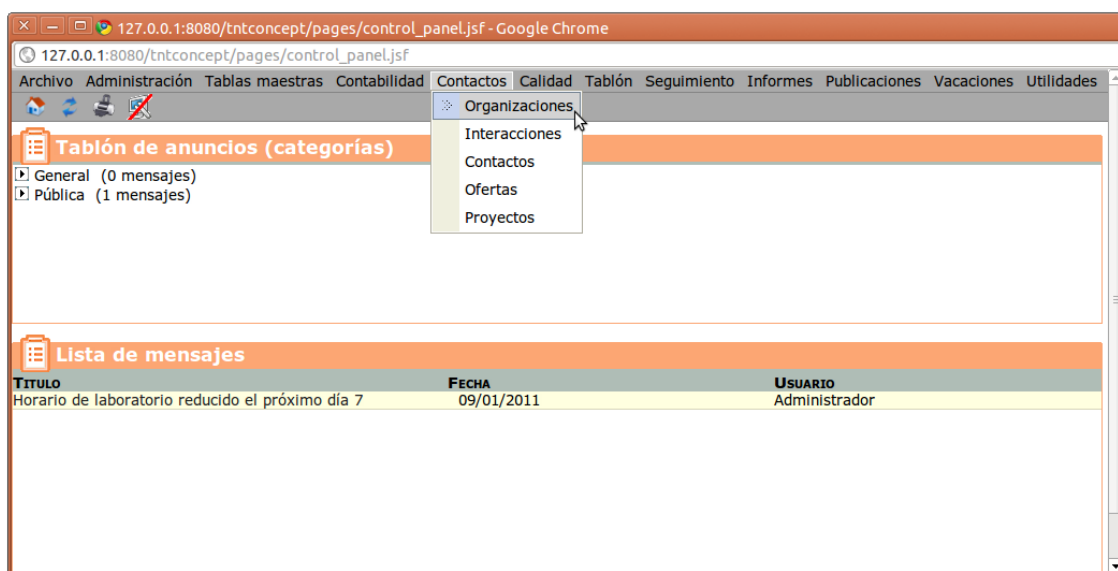 127.0.0.1:8080/tntconcept/pages/control_panel.jsf - Google Chrome
127.0.0.1:8080/tntconcept/pages/control_panel.jsf
Archivo Administración Tablas maestras Contabilidad Contactos Calidad Tablón Seguimiento Informes Publicaciones Vacaciones Utilidades
Organizaciones
Interacciones
Contactos
Ofertas
Proyectos
Tablón de anuncios (categorías)
General (0 mensajes)
Pública (1 mensajes)
Lista de mensajes
Titulo Fecha Usuario
Horario de laboratorio reducido el próximo día 7 09/01/2011 Administrador